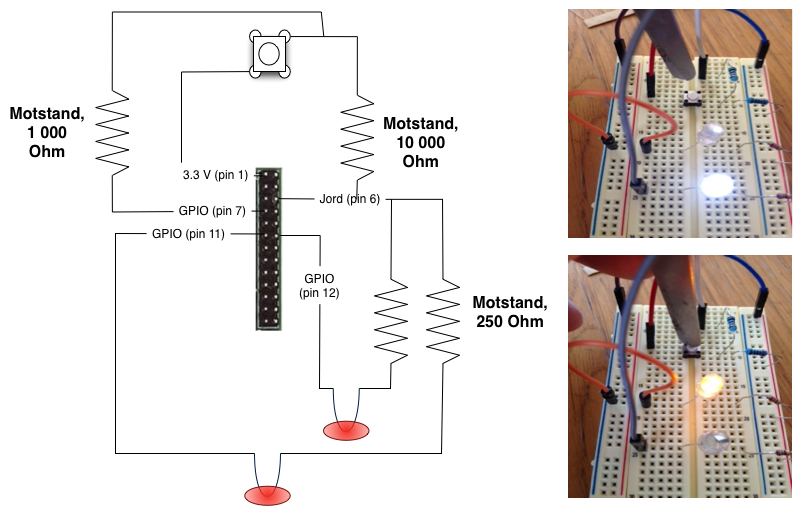 Motstand,
1 000
Ohm
Motstand,
10 000
Ohm
3.3 V (pin 1)
Jord (pin 6)
GPIO (pin 7)
GPIO (pin 11)
GPIO
(pin 12)
Motstand,
250 Ohm